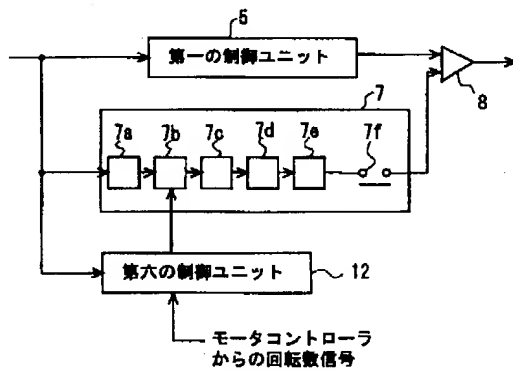 6
第一の制御ユニット
8
7
7a 7b 7c 7d 7e 7f
第六の制御ユニット
12
モータコントローラ
からの回転数信号